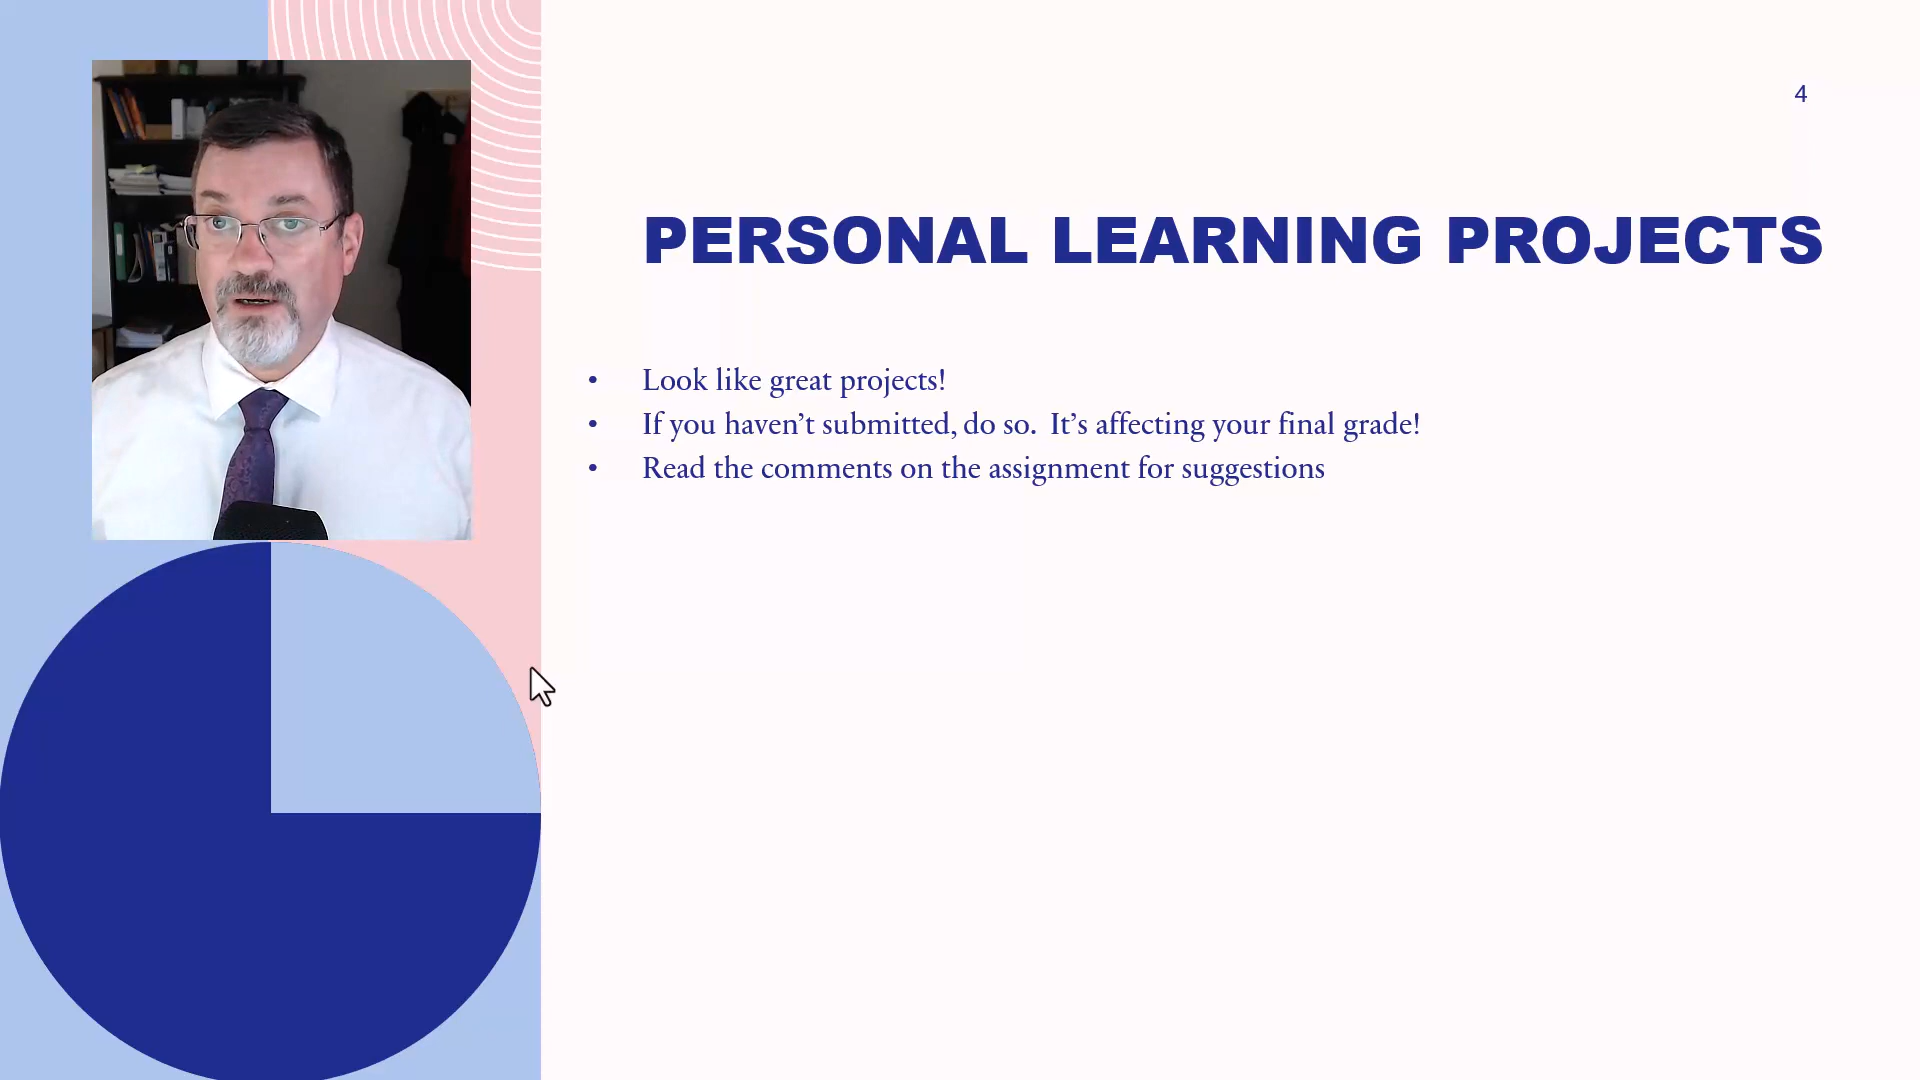 4
PERSONAL LEARNING PROJECTS
• Look like great projects!
• If you haven’t submitted, do so.  It’s affecting your final grade!
• Read the comments on the assignment for suggestions